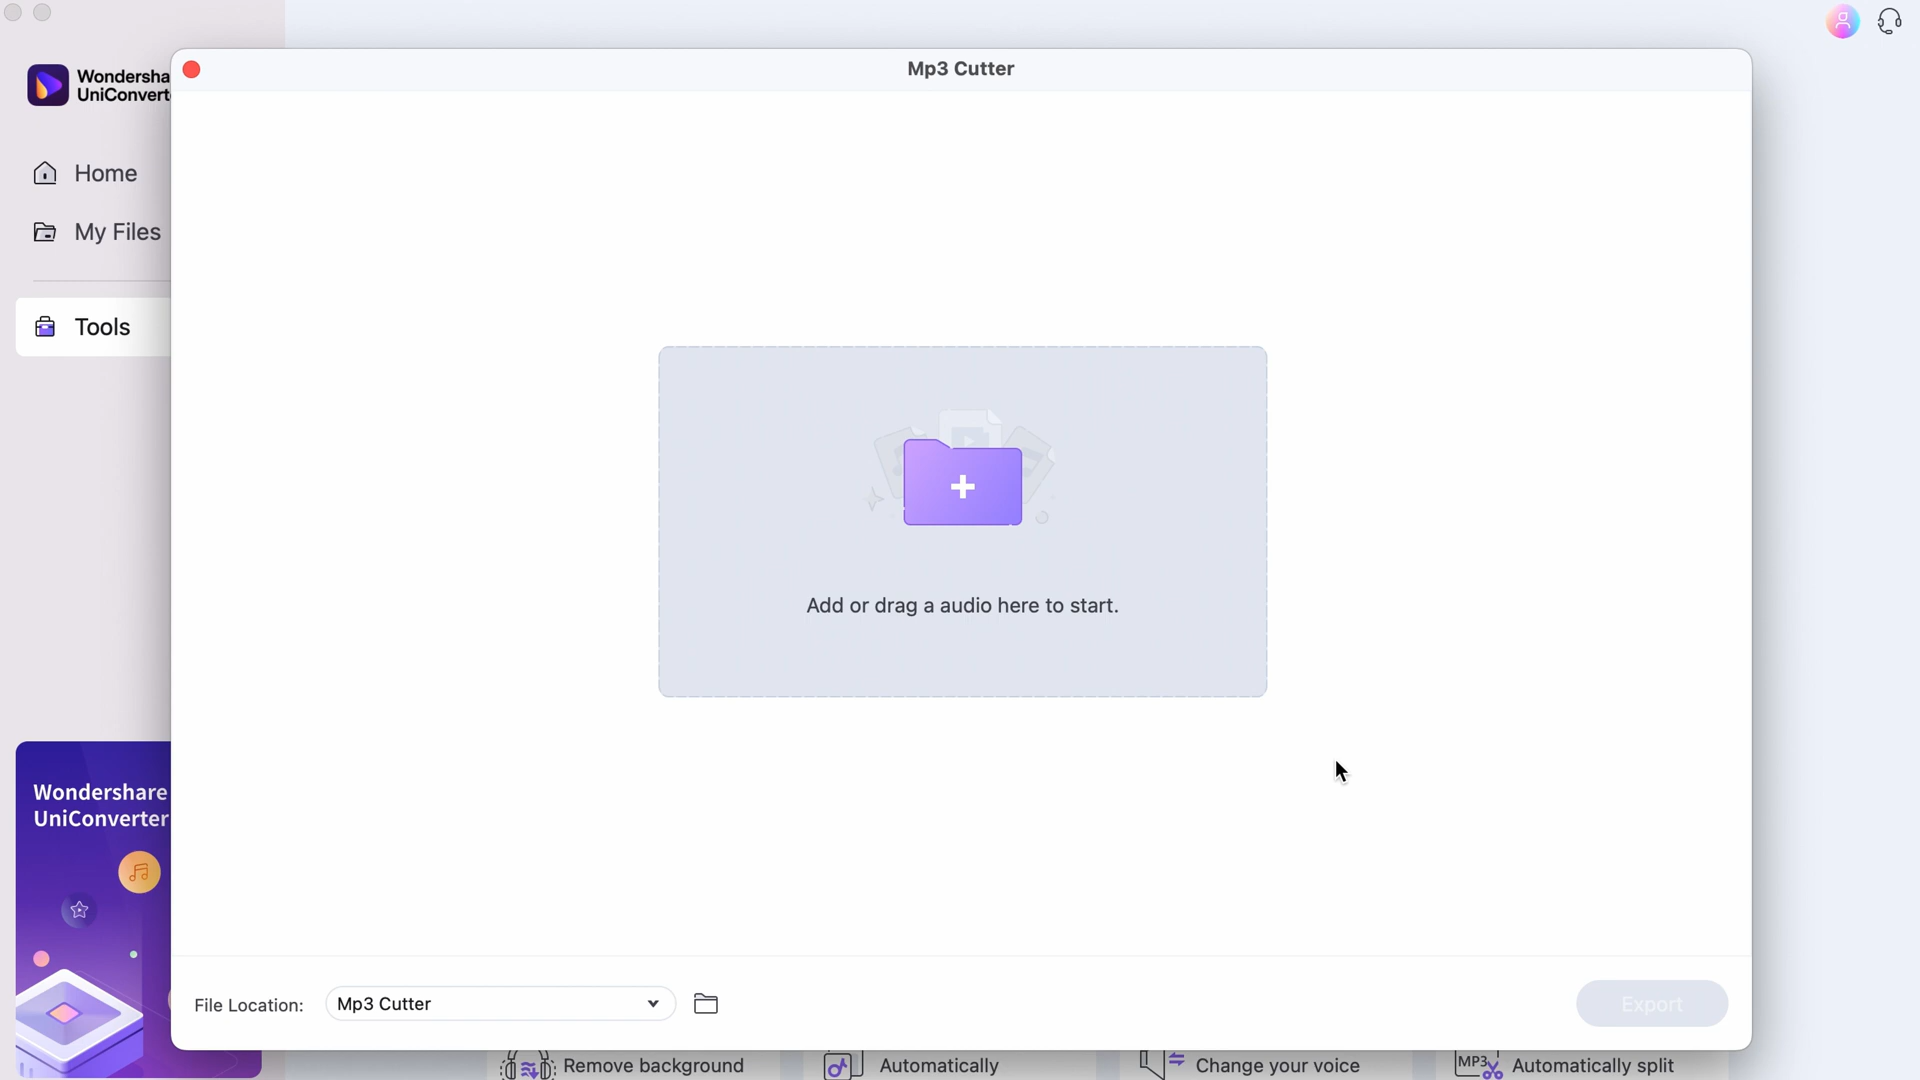 Mp3 Cutter
Wondersha
UniConvert
Home
My Files
Tools
Add or drag a audio here to start.
Wondershare
UniConverter
File Location:
Mp3 Cutter
Export
Remove background
Automatically
Change your voice
MP3
Automatically split